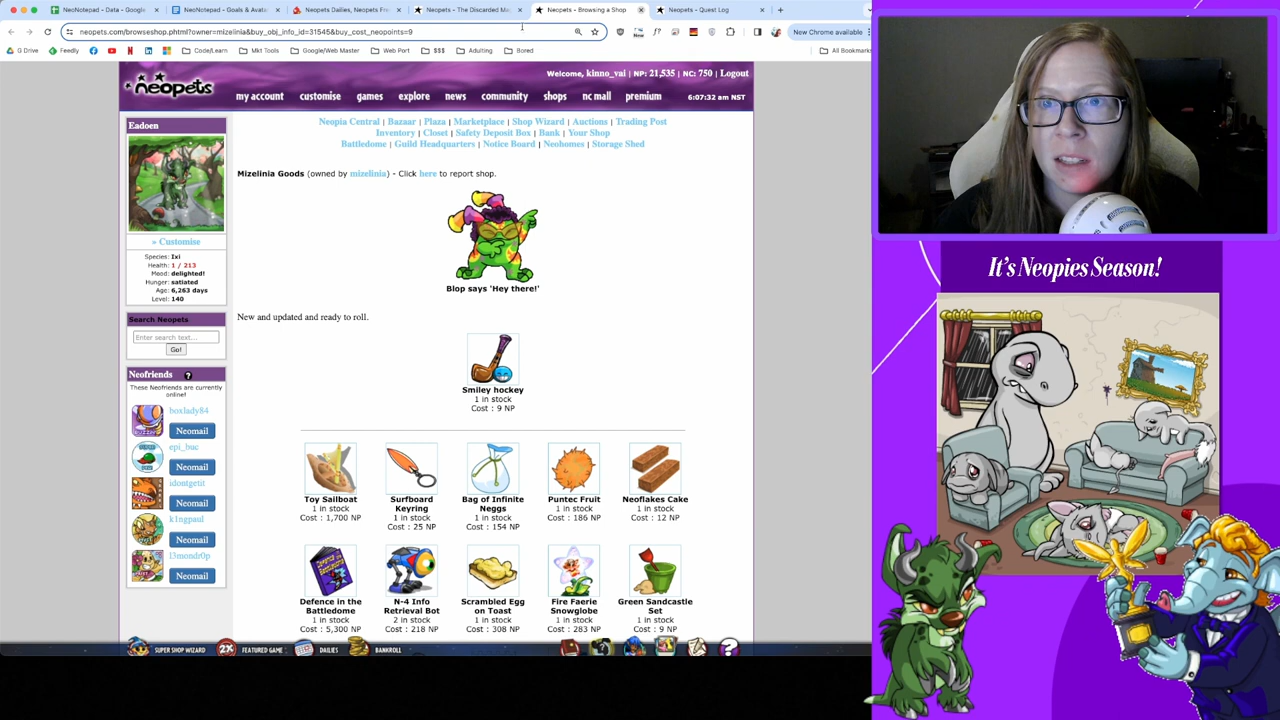 NeoNotepad - Data - Google
NeoNotepad - Goals & Avata
Neopets Dailies, Neopets Fre
Neopets - The Discarded Ma
Neopets - Browsing a Shop
Neopets - Quest Log
neopets.com/browseshop.phtml?owner=mizelinia&buy_obj_info_id=31545&buy_cost_neopoints=9
New Chrome available
G Drive
Feedly
Code/Learn
Mkt Tools
Google/Web Master
Web Port
$$$
Adulting
Bored
All Bookmarks
neopets
Welcome, kinno_vai | NP: 21,535 | NC: 750 | Logout
my account customise games explore news community shops nc mall premium
6:07:32 am NST
Eadoen
» Customise
Species: Ixi
Health: 1 / 213
Mood: delighted!
Hunger: satiated
Age: 6,263 days
Level: 140
Search Neopets
Enter search text...
Go!
Neofriends ?
These Neofriends are currently
online!
boxlady84
Neomail
epi_buc
Neomail
idontgetit
Neomail
k1ngpaul
Neomail
l3mondr0p
Neomail
Neopia Central | Bazaar | Plaza | Marketplace | Shop Wizard | Auctions | Trading Post
Inventory | Closet | Safety Deposit Box | Bank | Your Shop
Battledome | Guild Headquarters | Notice Board | Neohomes | Storage Shed
Mizelinia Goods (owned by mizelinia) - Click here to report shop.
Blop says 'Hey there!'
New and updated and ready to roll.
Smiley hockey
1 in stock
Cost : 9 NP
Toy Sailboat
1 in stock
Cost : 1,700 NP
Surfboard
Keyring
1 in stock
Cost : 25 NP
Bag of Infinite
Neggs
1 in stock
Cost : 154 NP
Puntec Fruit
1 in stock
Cost : 186 NP
Neoflakes Cake
1 in stock
Cost : 12 NP
Defence in the
Battledome
1 in stock
Cost : 5,300 NP
N-4 Info
Retrieval Bot
2 in stock
Cost : 218 NP
Scrambled Egg
on Toast
1 in stock
Cost : 308 NP
Fire Faerie
Snowglobe
1 in stock
Cost : 283 NP
Green Sandcastle
Set
1 in stock
Cost : 9 NP
SUPER SHOP WIZARD
2X
FEATURED GAME
DAILIES
BANKROLL
?
It's Neopies Season!